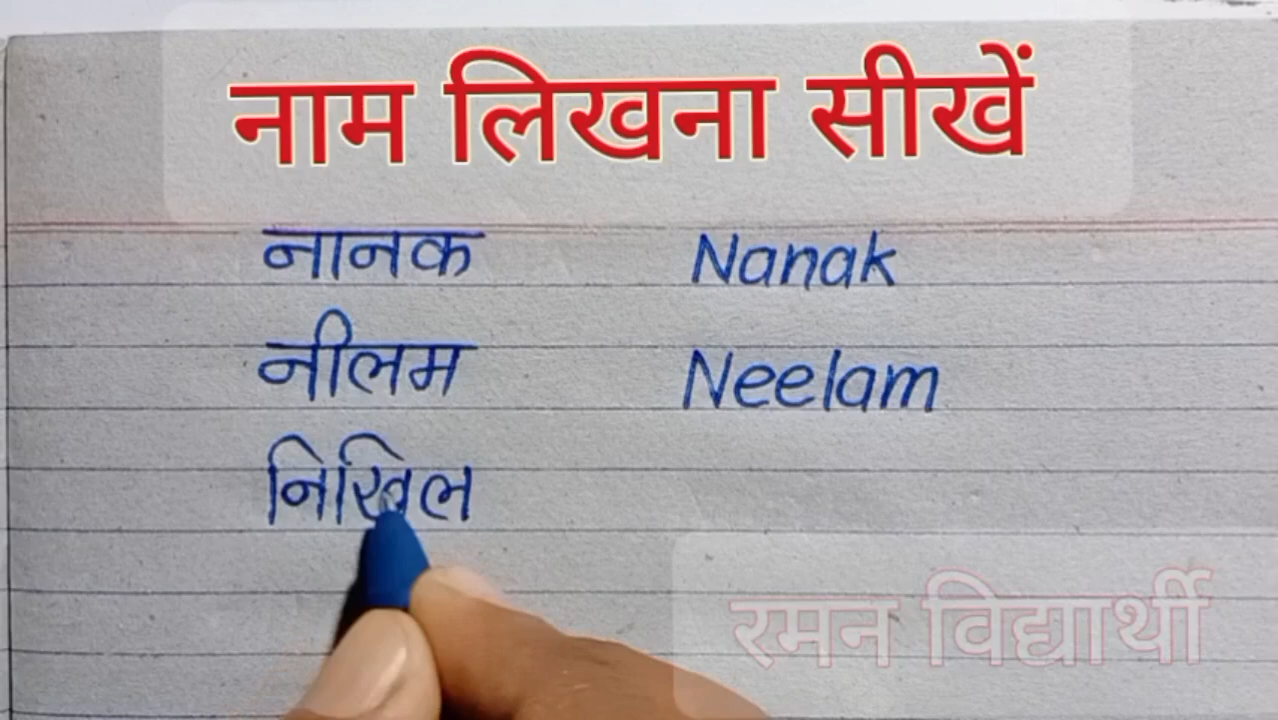 नाम लिखना सीखें
नानक Nanak
नीलम Neelam
निखिल
रमन विद्यार्थी